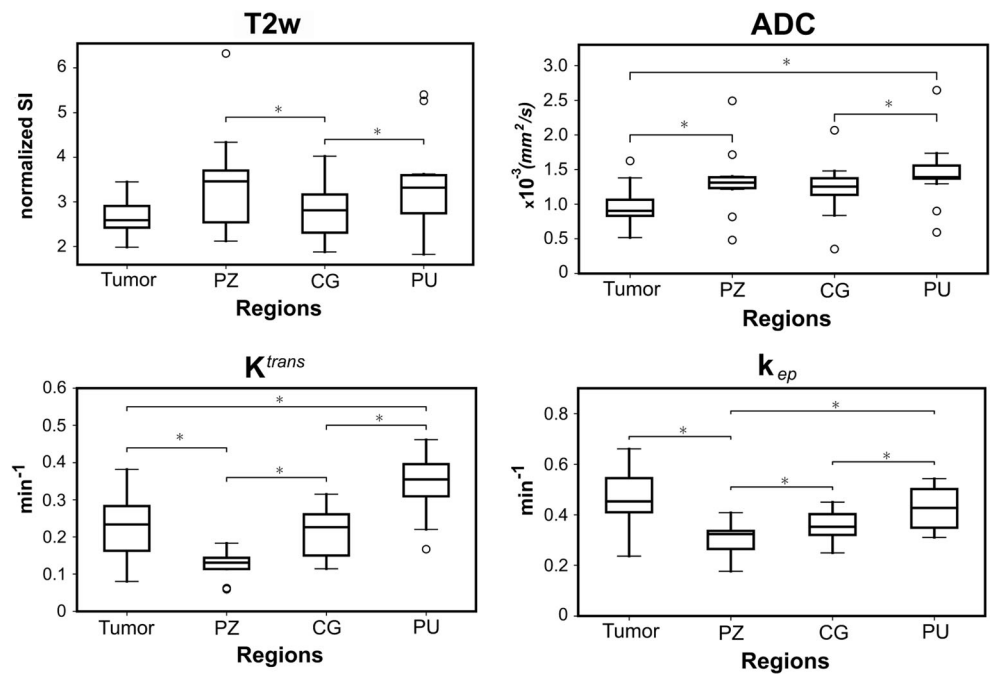 T2w
normalized SI
6
5
4
3
2
*
*
Tumor PZ CG PU
Regions
ADC
x10⁻³(mm²/s)
3.0
2.5
2.0
1.5
1.0
0.5
0
*
*
*
Tumor PZ CG PU
Regions
K trans
min⁻¹
0.6
0.5
0.4
0.3
0.2
0.1
0
*
*
*
*
Tumor PZ CG PU
Regions
k ep
min⁻¹
0.8
0.6
0.4
0.2
0
*
*
*
*
Tumor PZ CG PU
Regions